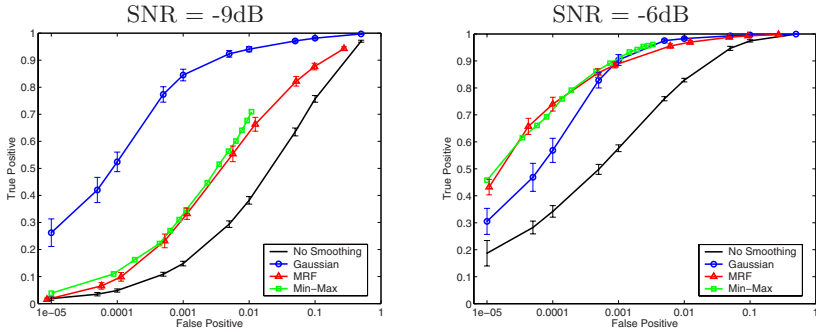 SNR = -9dB
SNR = -6dB
1
0.9
0.8
0.7
0.6
0.5
0.4
0.3
0.2
0.1
0
True Positive
1e-05
0.0001
0.001
0.01
0.1
1
False Positive
No Smoothing
Gaussian
MRF
Min-Max
1
0.9
0.8
0.7
0.6
0.5
0.4
0.3
0.2
0.1
0
True Positive
1e-05
0.0001
0.001
0.01
0.1
1
False Positive
No Smoothing
Gaussian
MRF
Min-Max